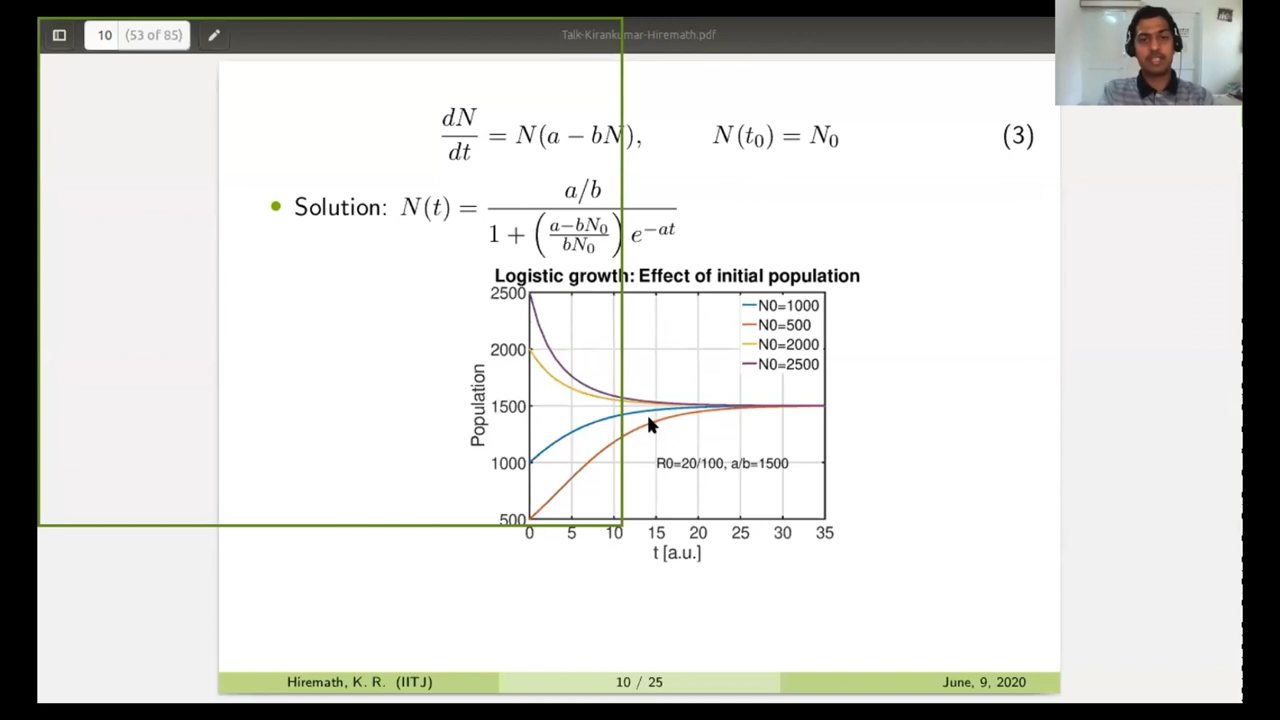 10 (53 of 85)
Talk-Kirankumar-Hiremath.pdf
dN/dt = N(a − bN), N(t₀) = N₀ (3)
• Solution: N(t) = a/b / 1 + ((a−bN₀)/(bN₀)) e^{−at}
Logistic growth: Effect of initial population
2500
2000
1500
1000
500
Population
N0=1000
N0=500
N0=2000
N0=2500
R0=20/100, a/b=1500
0 5 10 15 20 25 30 35
t [a.u.]
Hiremath, K. R. (IITJ) 10 / 25 June, 9, 2020